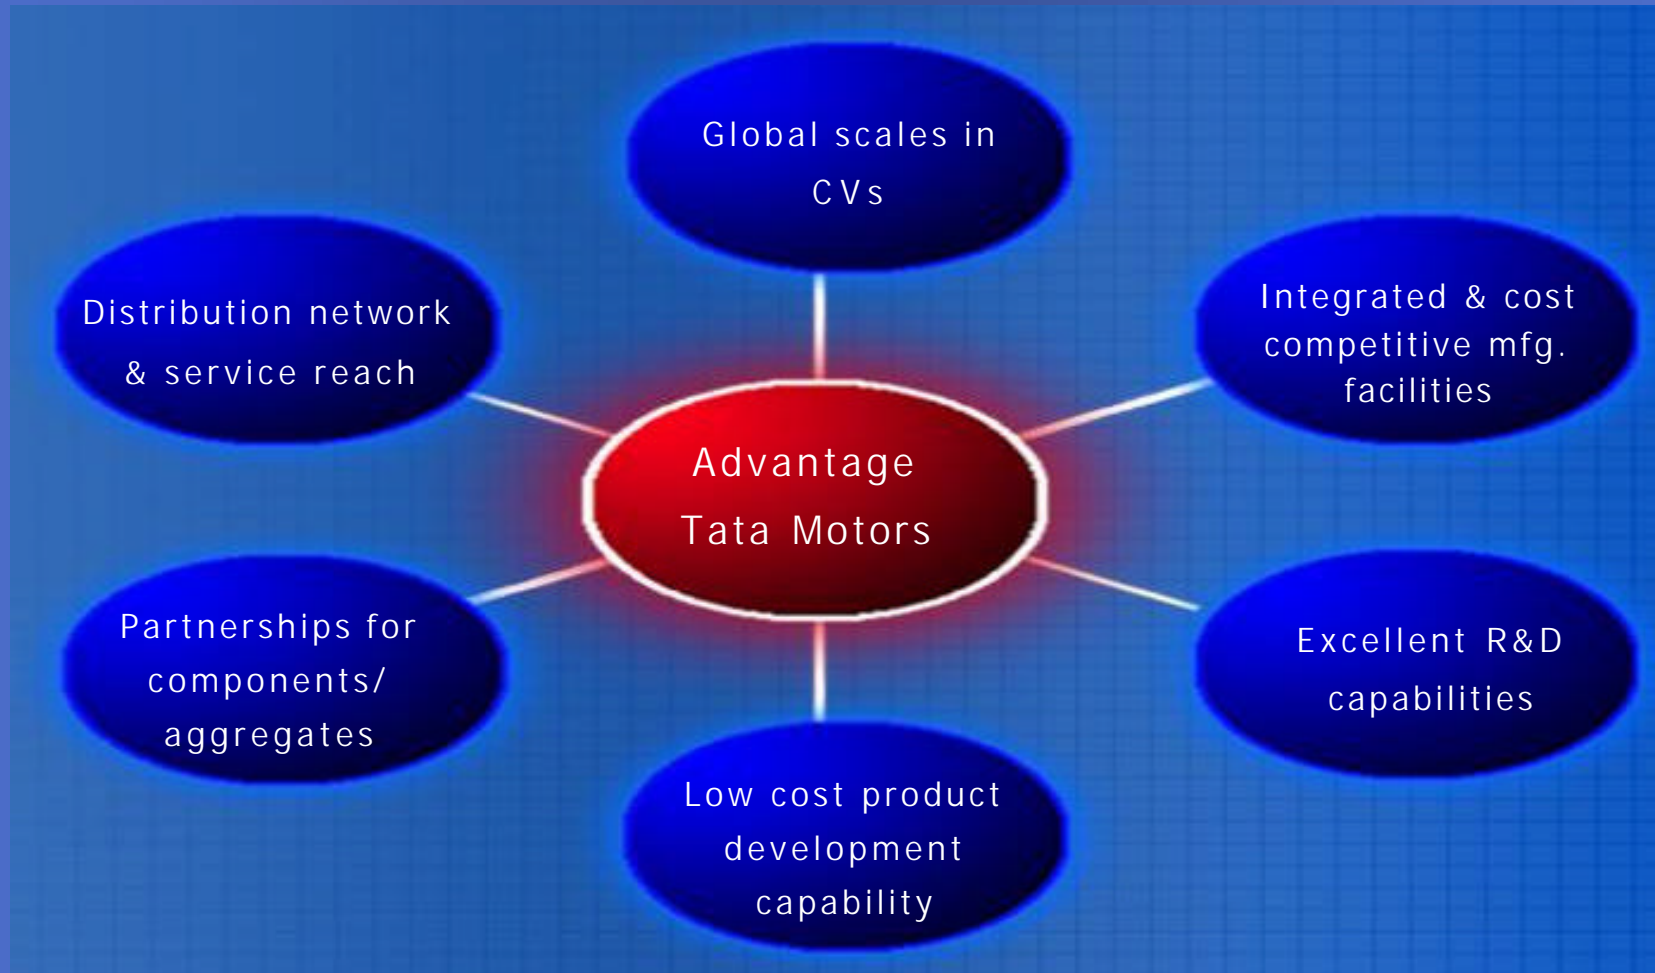 Global scales in
CVs
Distribution network
& service reach
Integrated & cost
competitive mfg.
facilities
Advantage
Tata Motors
Partnerships for
components/
aggregates
Excellent R&D
capabilities
Low cost product
development
capability